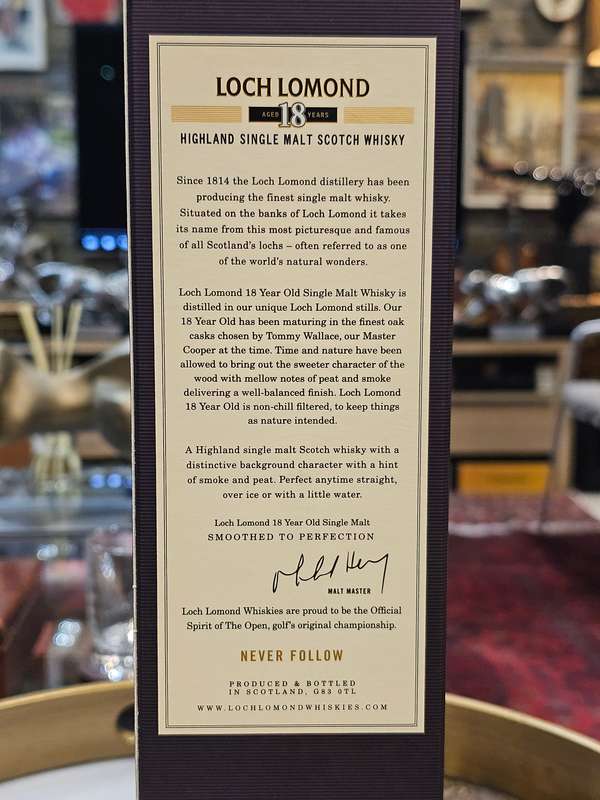 LOCH LOMOND
AGED 18 YEARS
HIGHLAND SINGLE MALT SCOTCH WHISKY
Since 1814 the Loch Lomond distillery has been
producing the finest single malt whisky.
Situated on the banks of Loch Lomond it takes
its name from this most picturesque and famous
of all Scotland's lochs – often referred to as one
of the world's natural wonders.
Loch Lomond 18 Year Old Single Malt Whisky is
distilled in our unique Loch Lomond stills. Our
18 Year Old has been maturing in the finest oak
casks chosen by Tommy Wallace, our Master
Cooper at the time. Time and nature have been
allowed to bring out the sweeter character of the
wood with mellow notes of peat and smoke
delivering a well-balanced finish. Loch Lomond
18 Year Old is non-chill filtered, to keep things
as nature intended.
A Highland single malt Scotch whisky with a
distinctive background character with a hint
of smoke and peat. Perfect anytime straight,
over ice or with a little water.
Loch Lomond 18 Year Old Single Malt
SMOOTHED TO PERFECTION
MALT MASTER
Loch Lomond Whiskies are proud to be the Official
Spirit of The Open, golf's original championship.
NEVER FOLLOW
PRODUCED & BOTTLED
IN SCOTLAND, G83 0TL
WWW.LOCHLOMONDWHISKIES.COM